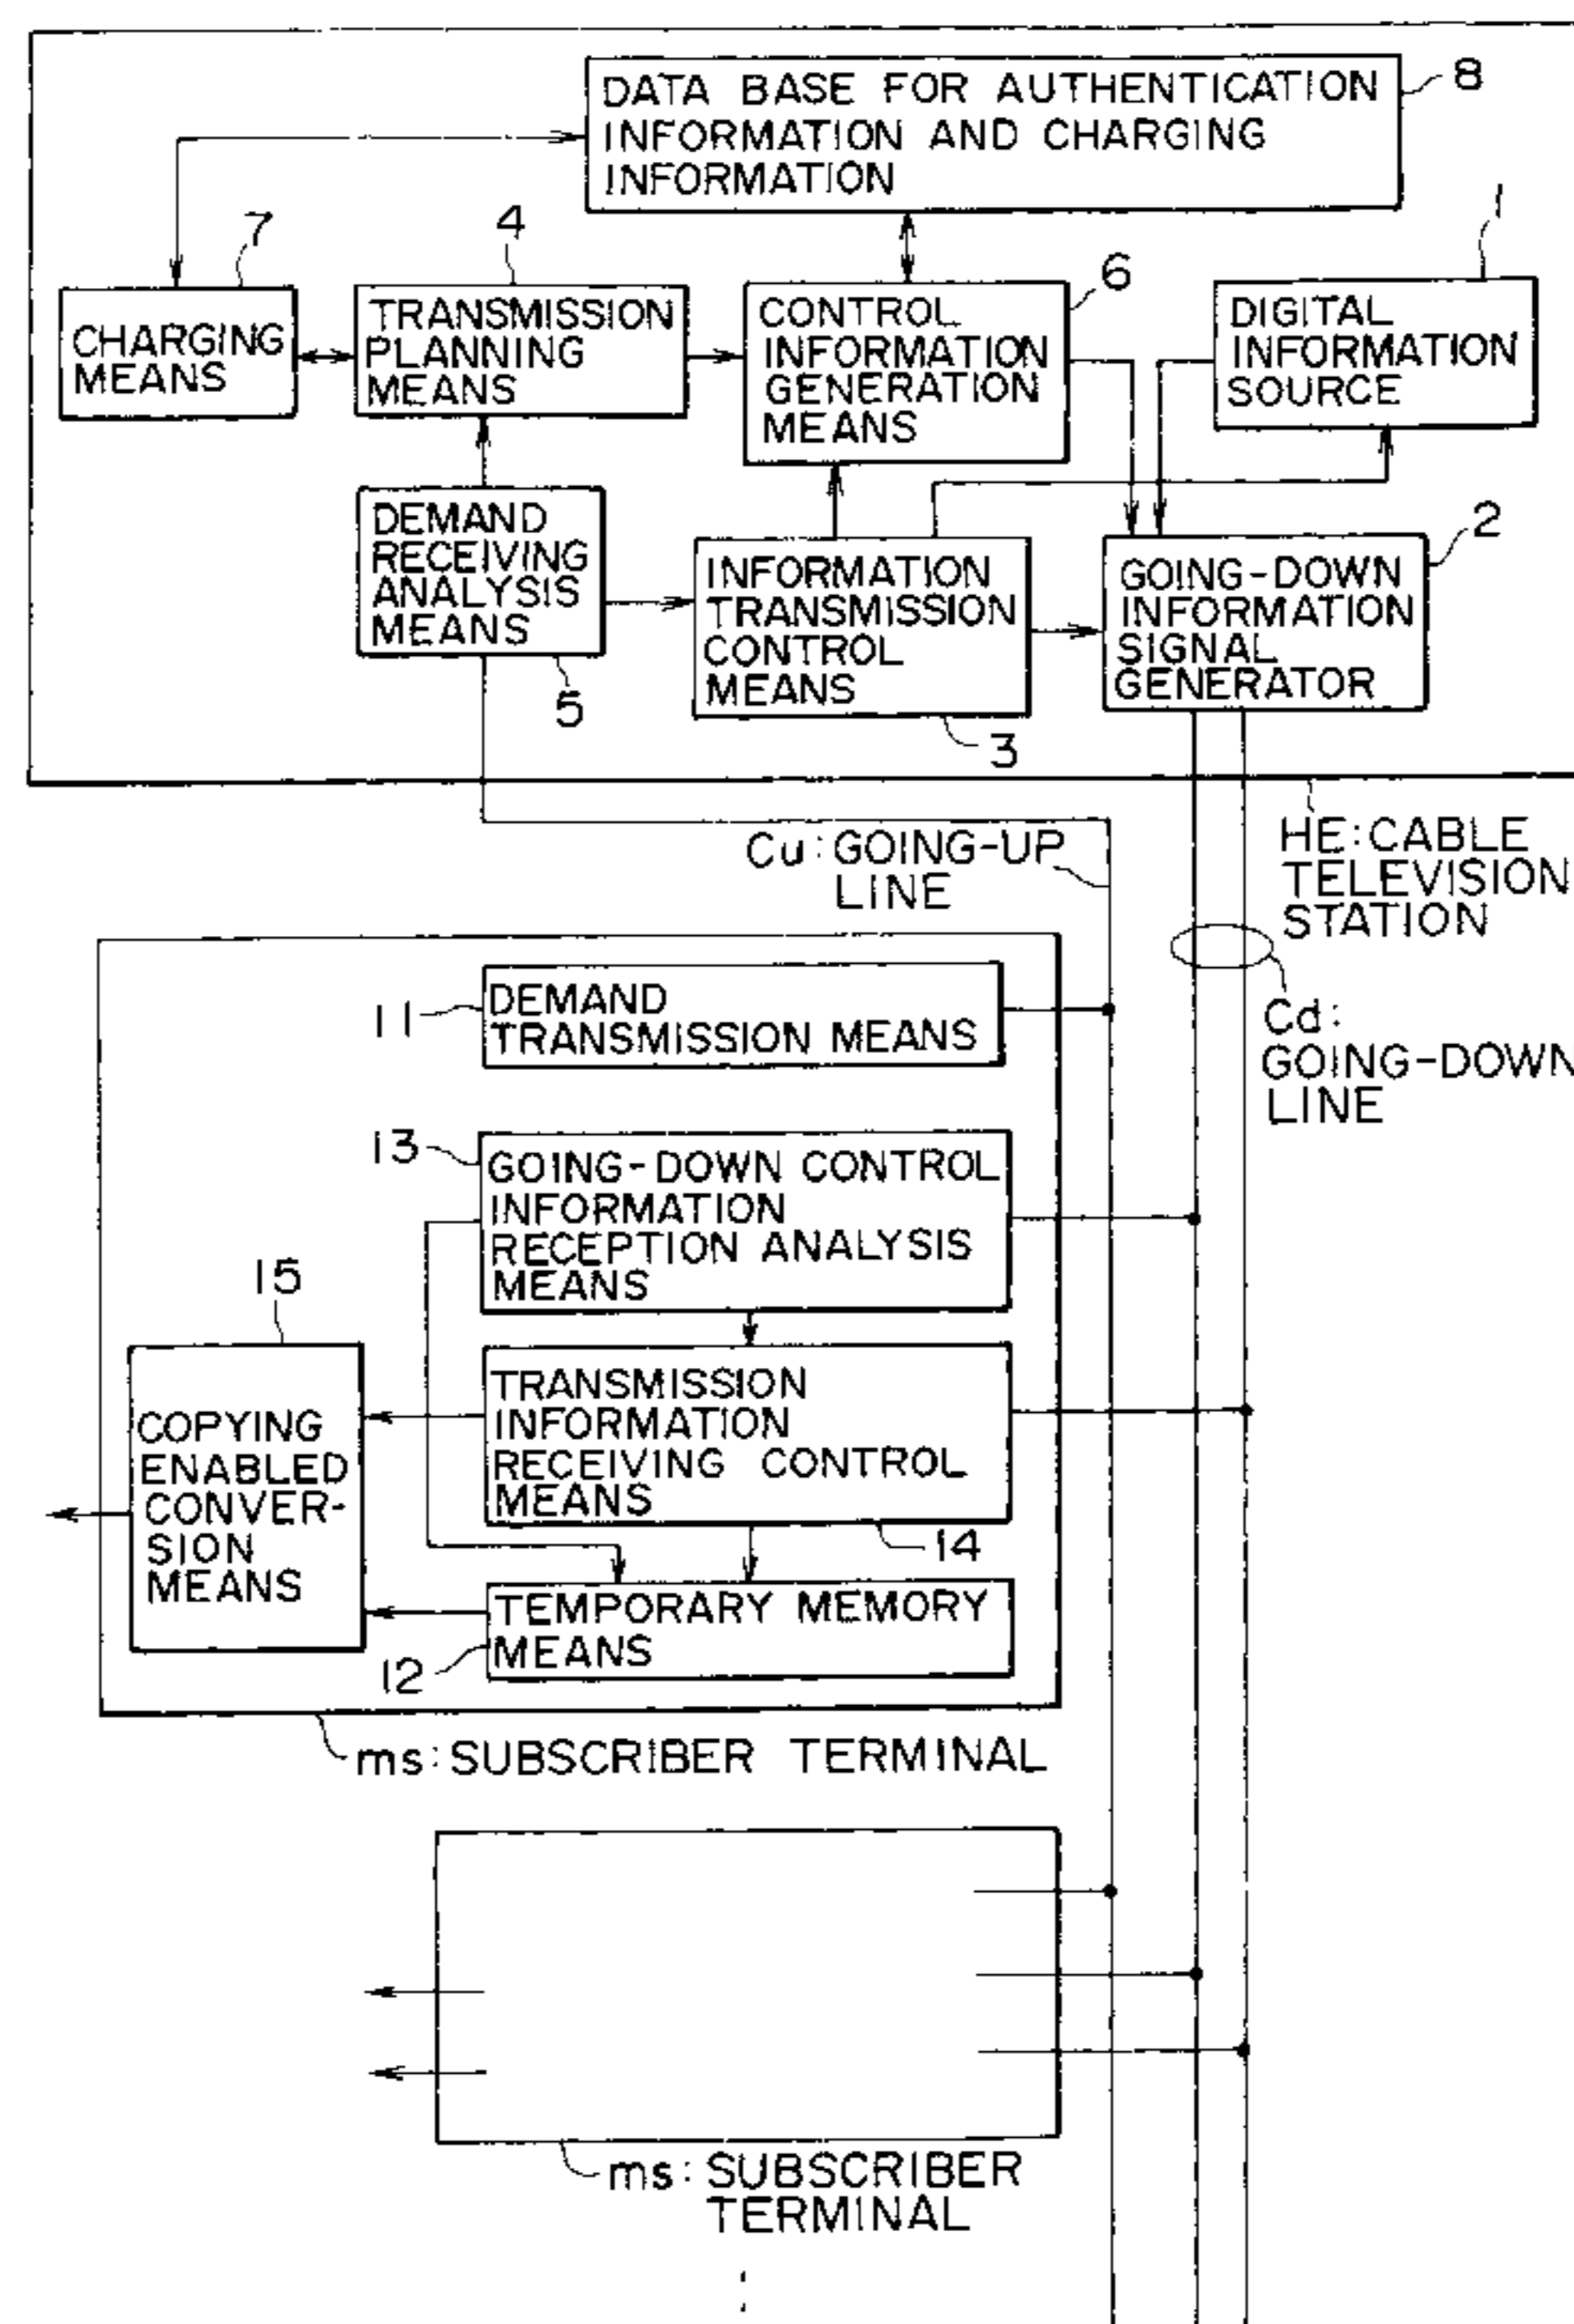 DATA BASE FOR AUTHENTICATION
INFORMATION AND CHARGING
INFORMATION
8
7
4
6
1
CHARGING
MEANS
TRANSMISSION
PLANNING
MEANS
CONTROL
INFORMATION
GENERATION
MEANS
DIGITAL
INFORMATION
SOURCE
DEMAND
RECEIVING
ANALYSIS
MEANS
5
INFORMATION
TRANSMISSION
CONTROL
MEANS
3
2
GOING-DOWN
INFORMATION
SIGNAL
GENERATOR
Cu: GOING-UP
LINE
HE: CABLE
TELEVISION
STATION
Cd:
GOING-DOWN
LINE
11
DEMAND
TRANSMISSION MEANS
13
GOING-DOWN CONTROL
INFORMATION
RECEPTION ANALYSIS
MEANS
15
COPYING
ENABLED
CONVER-
SION
MEANS
TRANSMISSION
INFORMATION
RECEIVING CONTROL
MEANS
14
TEMPORARY MEMORY
MEANS
12
ms: SUBSCRIBER TERMINAL
ms: SUBSCRIBER
TERMINAL